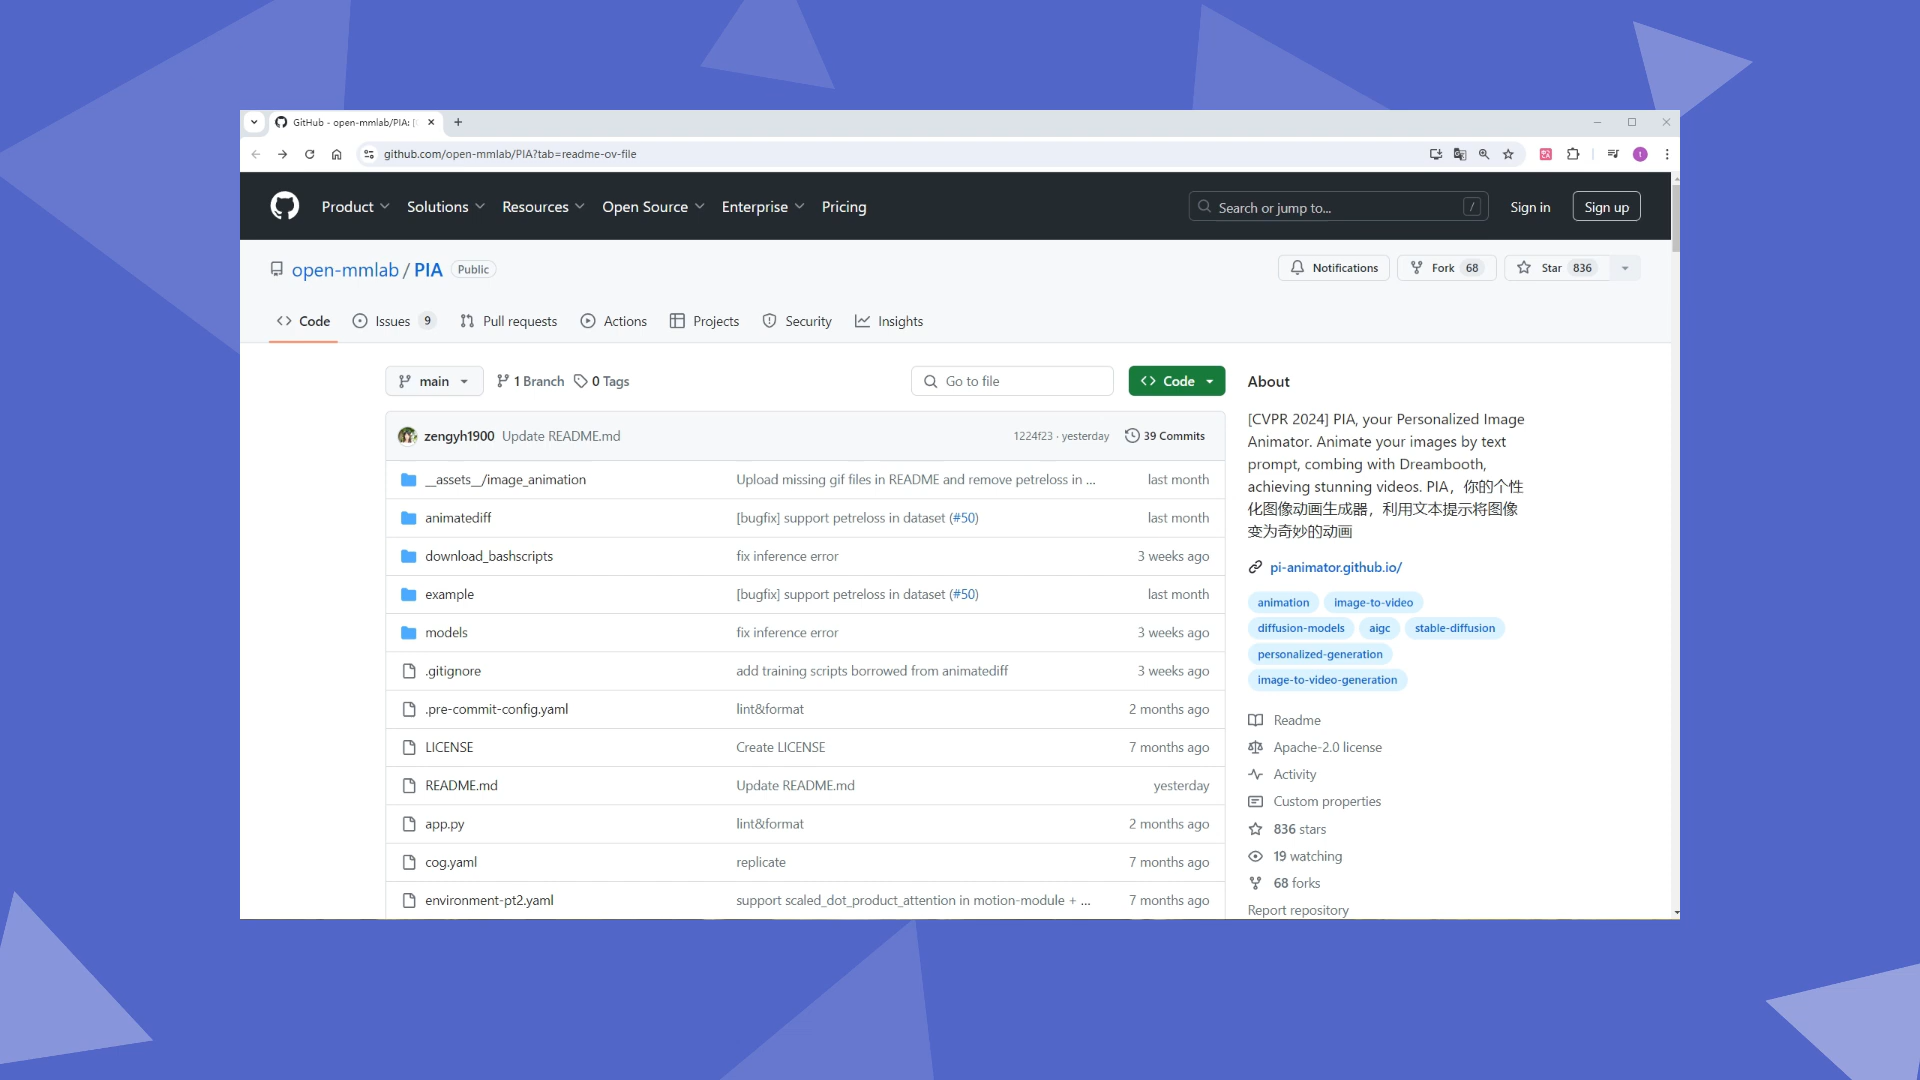 GitHub - open-mmlab/PIA:
github.com/open-mmlab/PIA?tab=readme-ov-file
Product Solutions Resources Open Source Enterprise Pricing Search or jump to... / Sign in Sign up
open-mmlab / PIA Public Notifications Fork 68 Star 836
Code Issues 9 Pull requests Actions Projects Security Insights
main 1 Branch 0 Tags Go to file Code
zengyh1900 Update README.md 1224f23 · yesterday 39 Commits
__assets__/image_animation Upload missing gif files in README and remove petreloss in ... last month
animatediff [bugfix] support petreloss in dataset (#50) last month
download_bashscripts fix inference error 3 weeks ago
example [bugfix] support petreloss in dataset (#50) last month
models fix inference error 3 weeks ago
.gitignore add training scripts borrowed from animatediff 3 weeks ago
.pre-commit-config.yaml lint&format 2 months ago
LICENSE Create LICENSE 7 months ago
README.md Update README.md yesterday
app.py lint&format 2 months ago
cog.yaml replicate 7 months ago
environment-pt2.yaml support scaled_dot_product_attention in motion-module + ... 7 months ago
About
[CVPR 2024] PIA, your Personalized Image
Animator. Animate your images by text
prompt, combing with Dreambooth,
achieving stunning videos. PIA，你的个性
化图像动画生成器，利用文本提示将图像
变为奇妙的动画
pi-animator.github.io/
animation image-to-video
diffusion-models aigc stable-diffusion
personalized-generation
image-to-video-generation
Readme
Apache-2.0 license
Activity
Custom properties
836 stars
19 watching
68 forks
Report repository